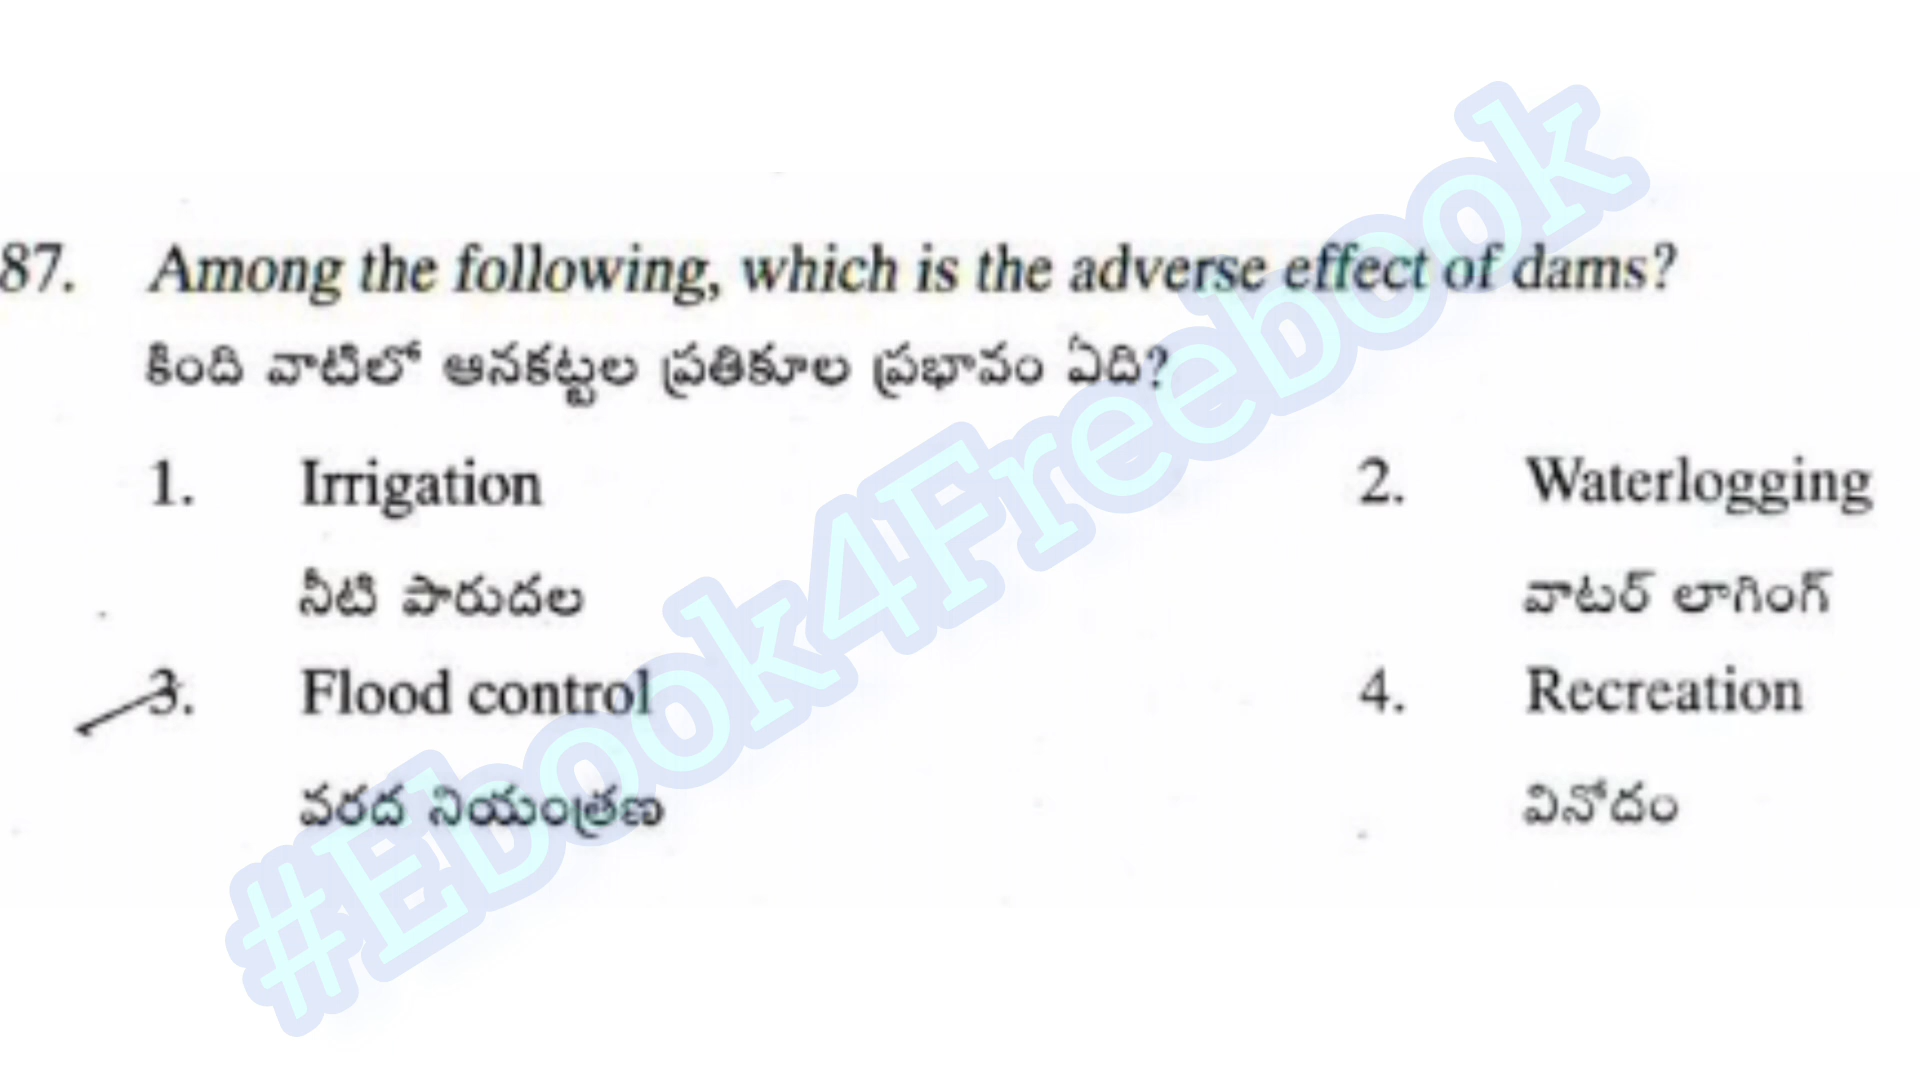 87. Among the following, which is the adverse effect of dams?
కింది వాటిలో ఆనకట్టల ప్రతికూల ప్రభావం ఏది?
1. Irrigation 2. Waterlogging
నీటి పారుదల వాటర్ లాగింగ్
3. Flood control 4. Recreation
వరద నియంత్రణ వినోదం
#Ebook4Freebook